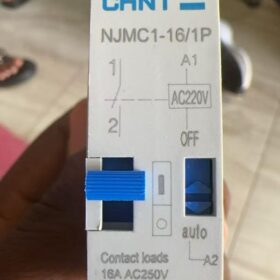 CHNT
NJMC1-16/1P
1
A1
AC220V
2
OFF
auto
A2
Contact loads
16A AC250V